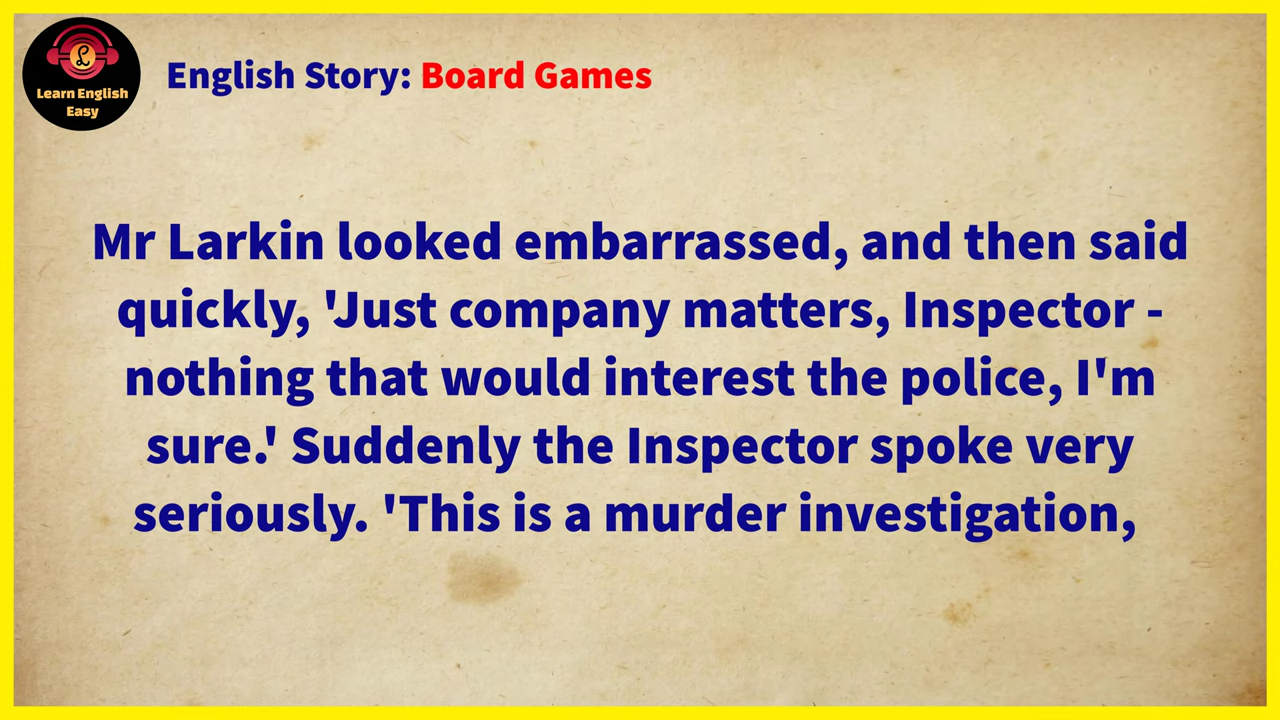 Learn English
Easy
English Story: Board Games
Mr Larkin looked embarrassed, and then said
quickly, 'Just company matters, Inspector -
nothing that would interest the police, I'm
sure.' Suddenly the Inspector spoke very
seriously. 'This is a murder investigation,